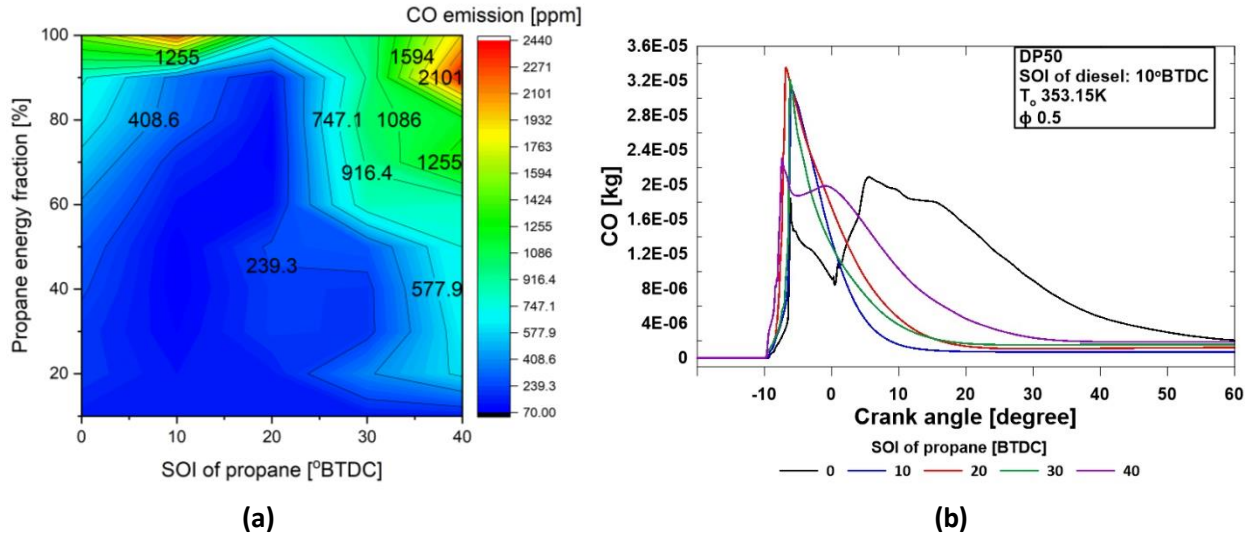 CO emission [ppm]
100
80
60
40
20
Propane energy fraction [%]
1255
1594
2101
408.6
747.1
1086
1255
916.4
239.3
577.9
0
10
20
30
40
SOI of propane [°BTDC]
2440
2271
2101
1932
1763
1594
1424
1255
1086
916.4
747.1
577.9
408.6
239.3
70.00
(a)
3.6E-05
3.2E-05
2.8E-05
2.4E-05
2.0E-05
1.6E-05
1.2E-05
8E-06
4E-06
0
CO [kg]
DP50
SOI of diesel: 10°BTDC
To 353.15K
ϕ 0.5
-10
0
10
20
30
40
50
60
Crank angle [degree]
SOI of propane [BTDC]
0 10 20 30 40
(b)